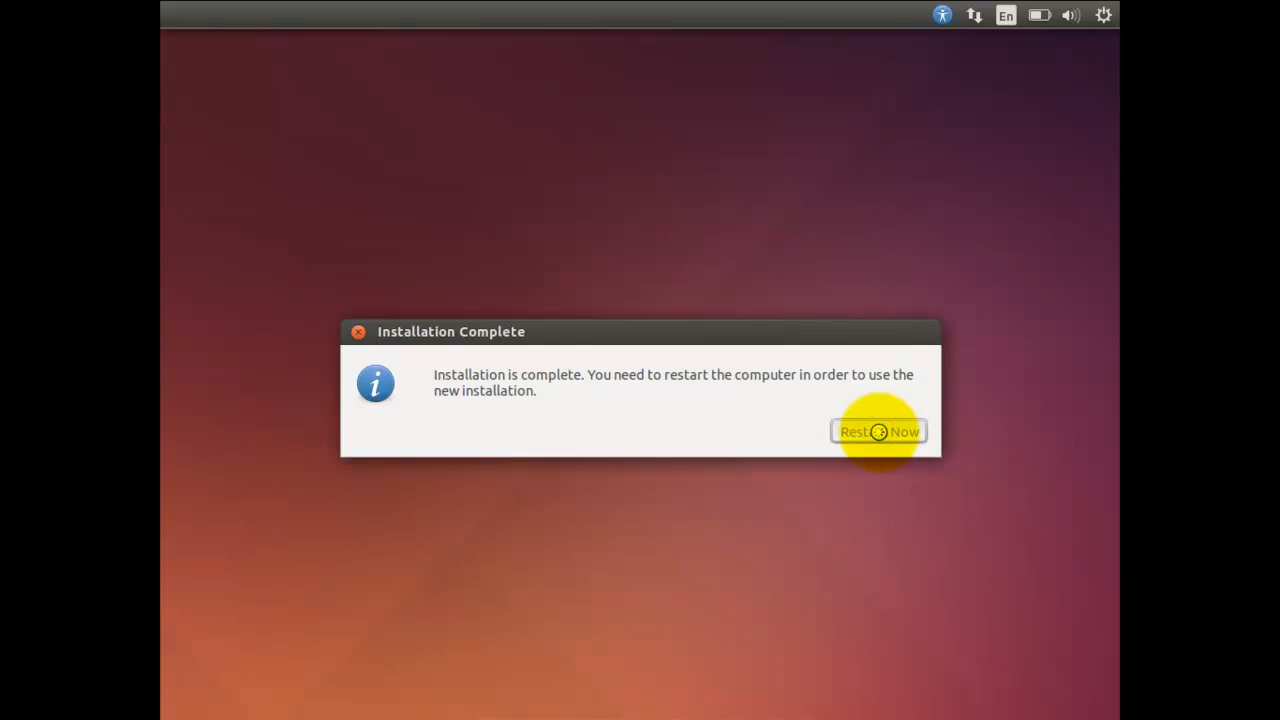 En
Installation Complete
Installation is complete. You need to restart the computer in order to use the
new installation.
Now